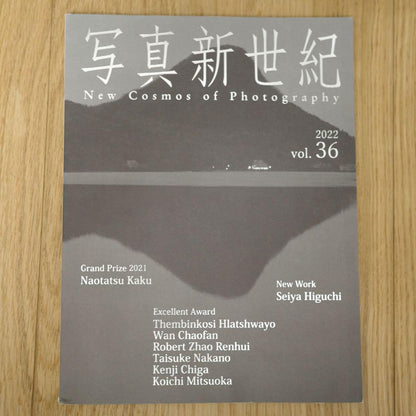 写真新世紀
New Cosmos of Photography
2022
vol. 36
Grand Prize 2021
Naotatsu Kaku
New Work
Seiya Higuchi
Excellent Award
Thembinkosi Hlatshwayo
Wan Chaofan
Robert Zhao Renhui
Taisuke Nakano
Kenji Chiga
Koichi Mitsuoka